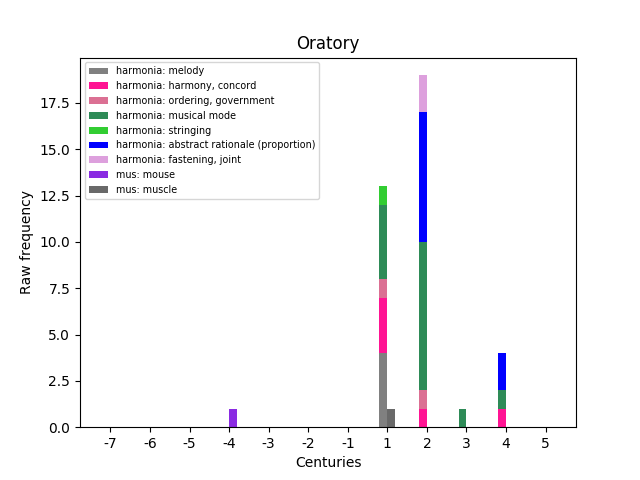 Oratory
harmonia: melody
harmonia: harmony, concord
harmonia: ordering, government
harmonia: musical mode
harmonia: stringing
harmonia: abstract rationale (proportion)
harmonia: fastening, joint
mus: mouse
mus: muscle
17.5
15.0
12.5
10.0
7.5
5.0
2.5
0.0
Raw frequency
-7 -6 -5 -4 -3 -2 -1 1 2 3 4 5
Centuries